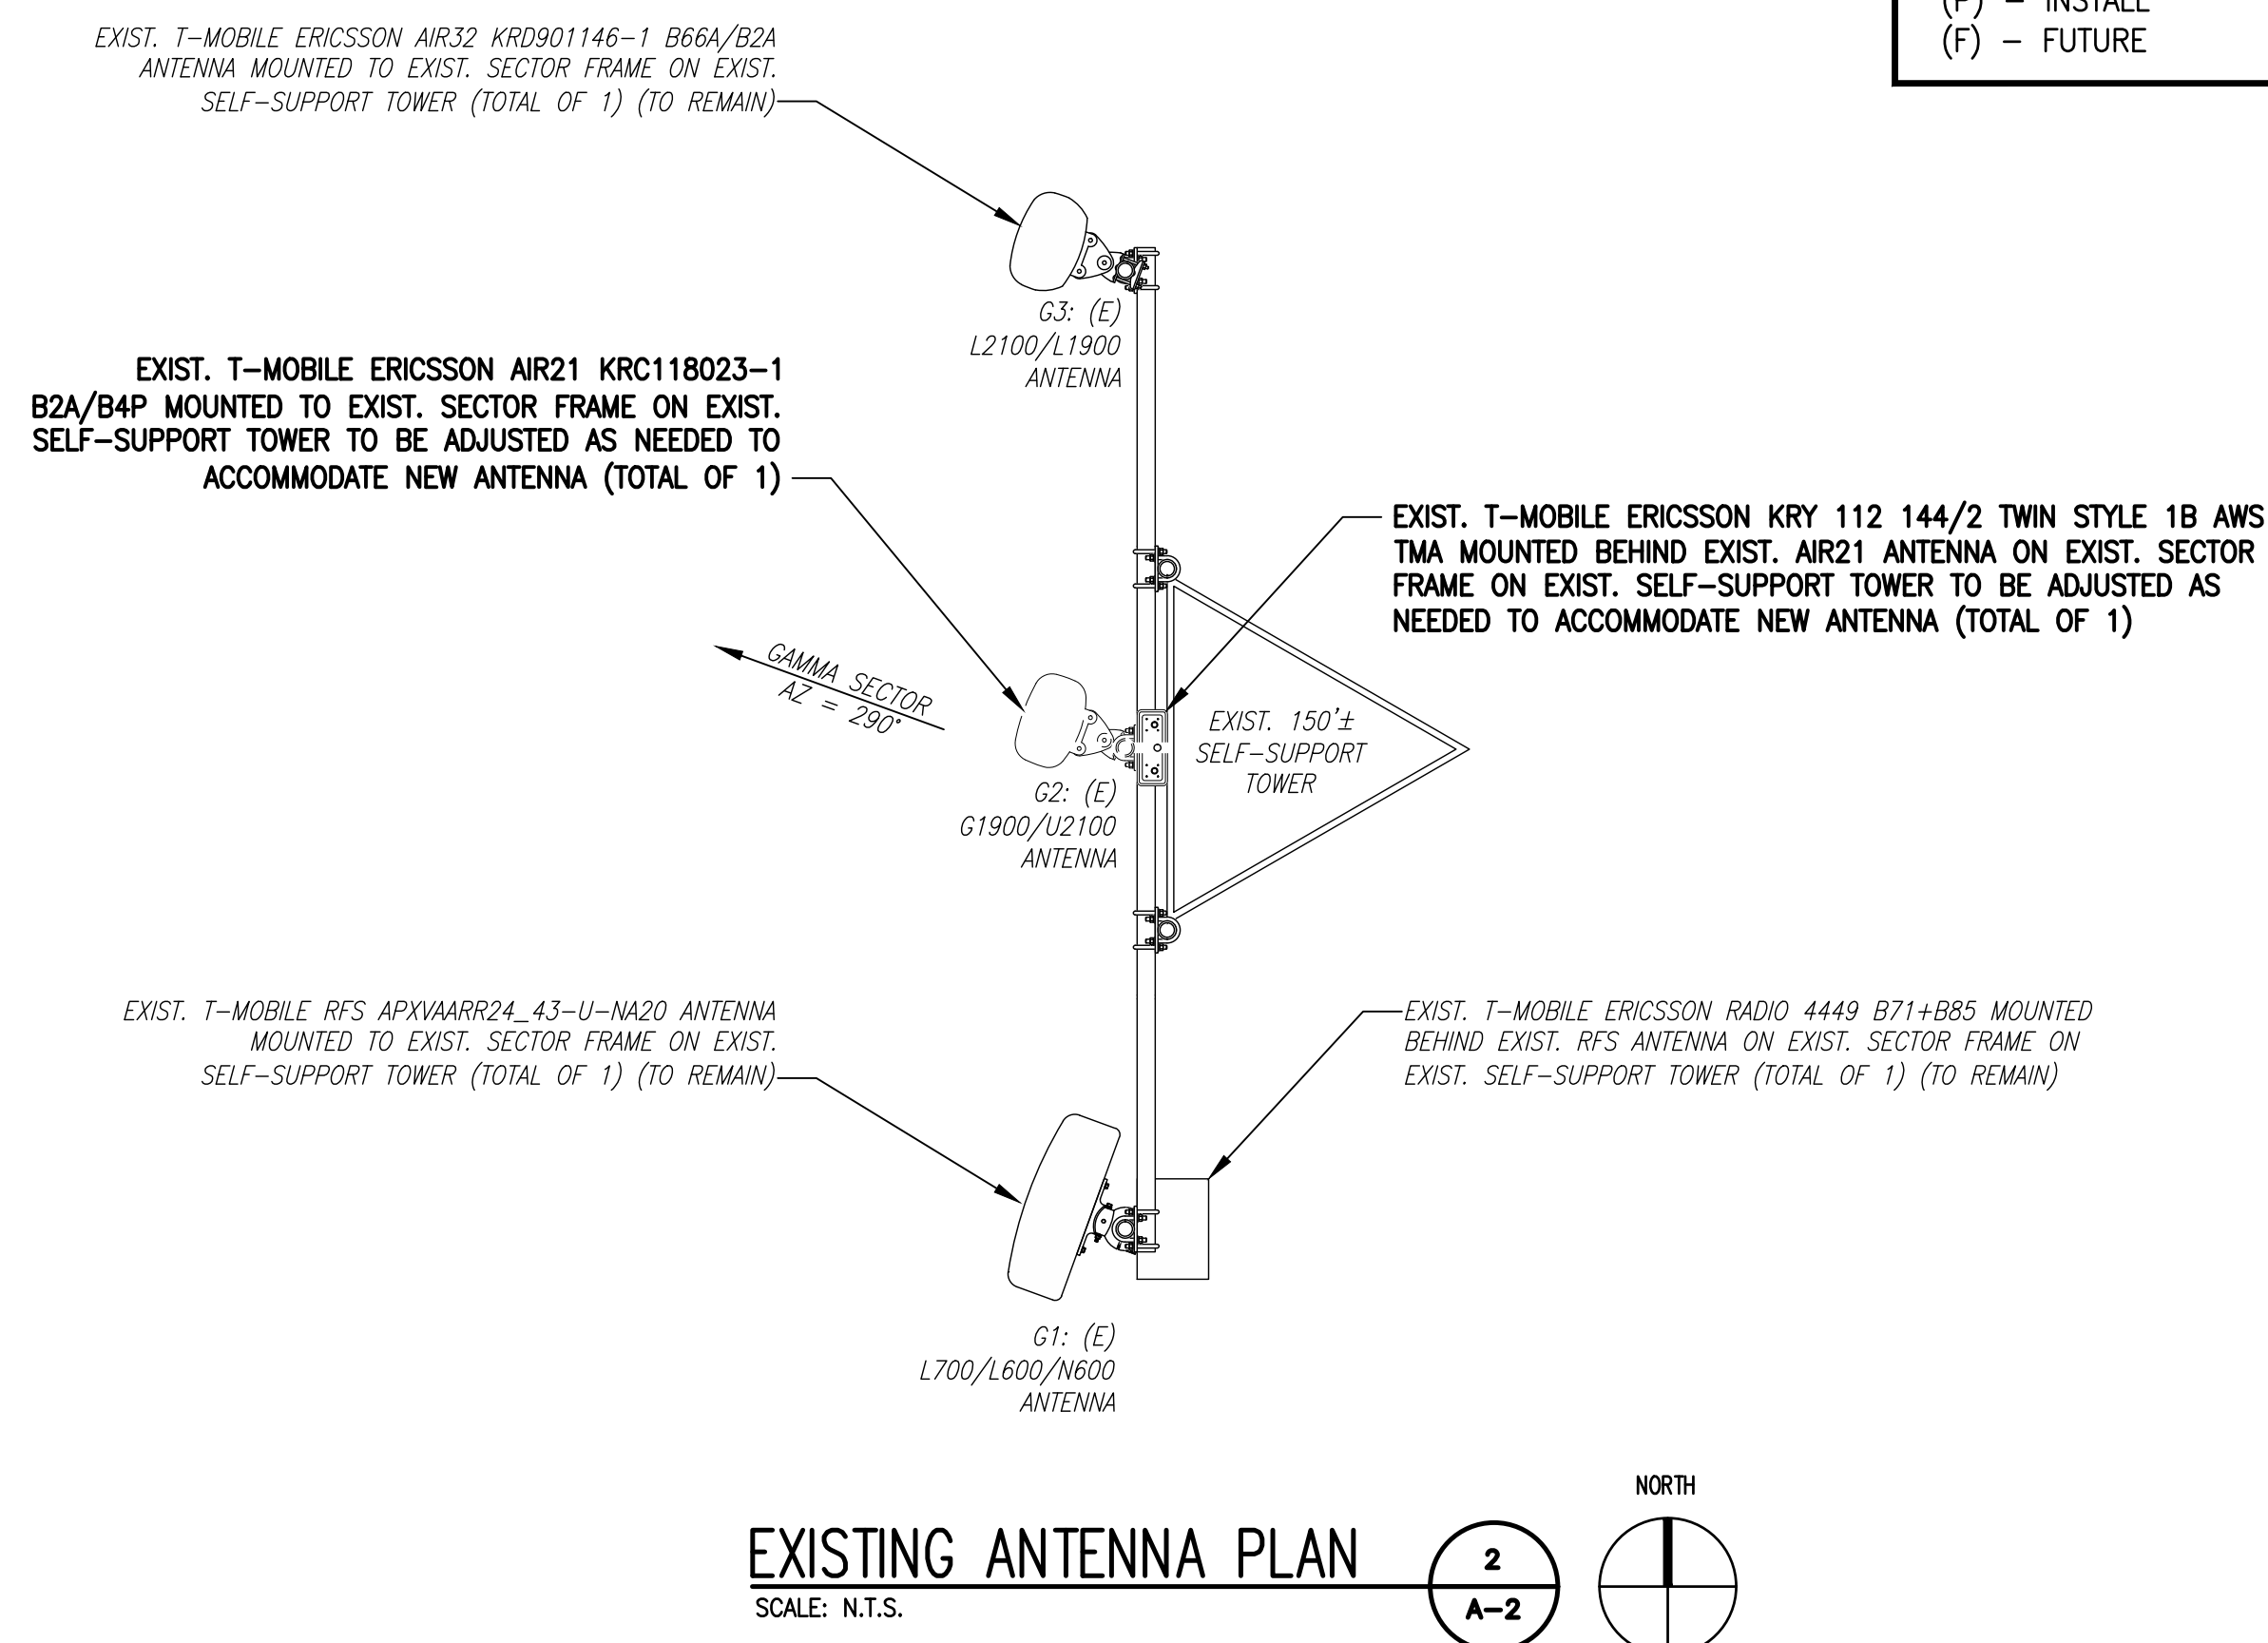 (P) – INSTALL
(F) – FUTURE
EXIST. T-MOBILE ERICSSON AIR32 KRD901146-1 B66A/B2A
ANTENNA MOUNTED TO EXIST. SECTOR FRAME ON EXIST.
SELF-SUPPORT TOWER (TOTAL OF 1) (TO REMAIN)
G3: (E)
L2100/L1900
ANTENNA
EXIST. T-MOBILE ERICSSON AIR21 KRC118023-1
B2A/B4P MOUNTED TO EXIST. SECTOR FRAME ON EXIST.
SELF-SUPPORT TOWER TO BE ADJUSTED AS NEEDED TO
ACCOMMODATE NEW ANTENNA (TOTAL OF 1)
EXIST. T-MOBILE ERICSSON KRY 112 144/2 TWIN STYLE 1B AWS
TMA MOUNTED BEHIND EXIST. AIR21 ANTENNA ON EXIST. SECTOR
FRAME ON EXIST. SELF-SUPPORT TOWER TO BE ADJUSTED AS
NEEDED TO ACCOMMODATE NEW ANTENNA (TOTAL OF 1)
GAMMA SECTOR
AZ = 290°
EXIST. 150'±
SELF-SUPPORT
TOWER
G2: (E)
G1900/U2100
ANTENNA
EXIST. T-MOBILE RFS APXVAARR24_43-U-NA20 ANTENNA
MOUNTED TO EXIST. SECTOR FRAME ON EXIST.
SELF-SUPPORT TOWER (TOTAL OF 1) (TO REMAIN)
EXIST. T-MOBILE ERICSSON RADIO 4449 B71+B85 MOUNTED
BEHIND EXIST. RFS ANTENNA ON EXIST. SECTOR FRAME ON
EXIST. SELF-SUPPORT TOWER (TOTAL OF 1) (TO REMAIN)
G1: (E)
L700/L600/N600
ANTENNA
EXISTING ANTENNA PLAN
SCALE: N.T.S.
2
A-2
NORTH